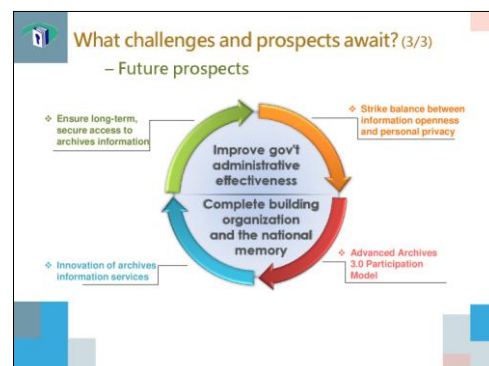 What challenges and prospects await? (3/3)
– Future prospects
❖ Ensure long-term,
secure access to
archives information
❖ Strike balance between
information openness
and personal privacy
Improve gov't
administrative
effectiveness
Complete building
organization
and the national
memory
❖ Innovation of archives
information services
❖ Advanced Archives
3.0 Participation
Model